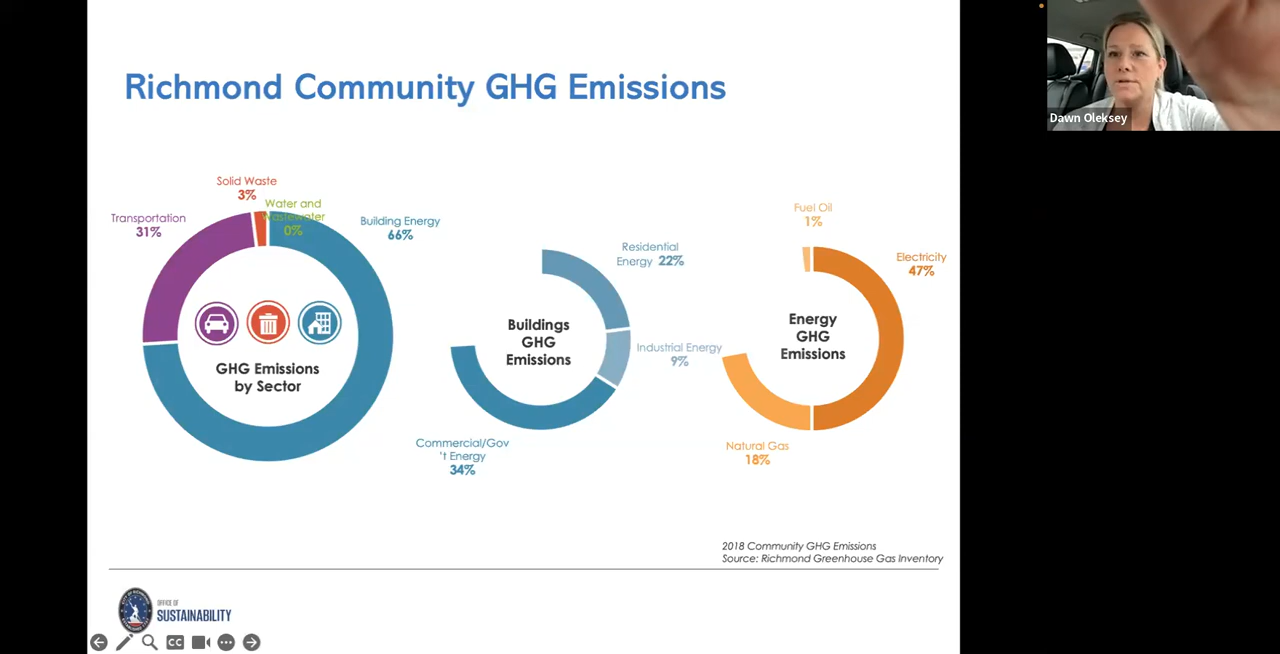 Richmond Community GHG Emissions
Dawn Oleksey
Solid Waste
3%
Water and
Wastewater
0%
Transportation
31%
Building Energy
66%
GHG Emissions
by Sector
Residential
Energy 22%
Industrial Energy
9%
Buildings
GHG
Emissions
Commercial/Gov
't Energy
34%
Fuel Oil
1%
Electricity
47%
Energy
GHG
Emissions
Natural Gas
18%
2018 Community GHG Emissions
Source: Richmond Greenhouse Gas Inventory
OFFICE OF
SUSTAINABILITY
CC